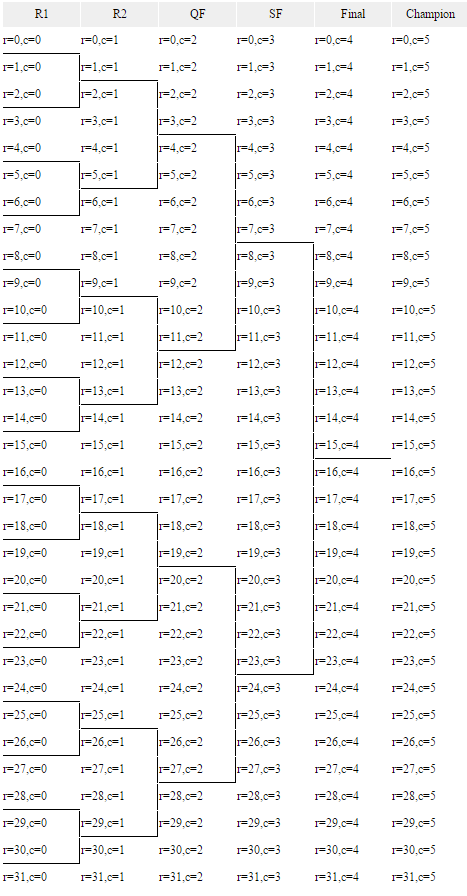 R1 R2 QF SF Final Champion
r=0,c=0 r=0,c=1 r=0,c=2 r=0,c=3 r=0,c=4 r=0,c=5
r=1,c=0 r=1,c=1 r=1,c=2 r=1,c=3 r=1,c=4 r=1,c=5
r=2,c=0 r=2,c=1 r=2,c=2 r=2,c=3 r=2,c=4 r=2,c=5
r=3,c=0 r=3,c=1 r=3,c=2 r=3,c=3 r=3,c=4 r=3,c=5
r=4,c=0 r=4,c=1 r=4,c=2 r=4,c=3 r=4,c=4 r=4,c=5
r=5,c=0 r=5,c=1 r=5,c=2 r=5,c=3 r=5,c=4 r=5,c=5
r=6,c=0 r=6,c=1 r=6,c=2 r=6,c=3 r=6,c=4 r=6,c=5
r=7,c=0 r=7,c=1 r=7,c=2 r=7,c=3 r=7,c=4 r=7,c=5
r=8,c=0 r=8,c=1 r=8,c=2 r=8,c=3 r=8,c=4 r=8,c=5
r=9,c=0 r=9,c=1 r=9,c=2 r=9,c=3 r=9,c=4 r=9,c=5
r=10,c=0 r=10,c=1 r=10,c=2 r=10,c=3 r=10,c=4 r=10,c=5
r=11,c=0 r=11,c=1 r=11,c=2 r=11,c=3 r=11,c=4 r=11,c=5
r=12,c=0 r=12,c=1 r=12,c=2 r=12,c=3 r=12,c=4 r=12,c=5
r=13,c=0 r=13,c=1 r=13,c=2 r=13,c=3 r=13,c=4 r=13,c=5
r=14,c=0 r=14,c=1 r=14,c=2 r=14,c=3 r=14,c=4 r=14,c=5
r=15,c=0 r=15,c=1 r=15,c=2 r=15,c=3 r=15,c=4 r=15,c=5
r=16,c=0 r=16,c=1 r=16,c=2 r=16,c=3 r=16,c=4 r=16,c=5
r=17,c=0 r=17,c=1 r=17,c=2 r=17,c=3 r=17,c=4 r=17,c=5
r=18,c=0 r=18,c=1 r=18,c=2 r=18,c=3 r=18,c=4 r=18,c=5
r=19,c=0 r=19,c=1 r=19,c=2 r=19,c=3 r=19,c=4 r=19,c=5
r=20,c=0 r=20,c=1 r=20,c=2 r=20,c=3 r=20,c=4 r=20,c=5
r=21,c=0 r=21,c=1 r=21,c=2 r=21,c=3 r=21,c=4 r=21,c=5
r=22,c=0 r=22,c=1 r=22,c=2 r=22,c=3 r=22,c=4 r=22,c=5
r=23,c=0 r=23,c=1 r=23,c=2 r=23,c=3 r=23,c=4 r=23,c=5
r=24,c=0 r=24,c=1 r=24,c=2 r=24,c=3 r=24,c=4 r=24,c=5
r=25,c=0 r=25,c=1 r=25,c=2 r=25,c=3 r=25,c=4 r=25,c=5
r=26,c=0 r=26,c=1 r=26,c=2 r=26,c=3 r=26,c=4 r=26,c=5
r=27,c=0 r=27,c=1 r=27,c=2 r=27,c=3 r=27,c=4 r=27,c=5
r=28,c=0 r=28,c=1 r=28,c=2 r=28,c=3 r=28,c=4 r=28,c=5
r=29,c=0 r=29,c=1 r=29,c=2 r=29,c=3 r=29,c=4 r=29,c=5
r=30,c=0 r=30,c=1 r=30,c=2 r=30,c=3 r=30,c=4 r=30,c=5
r=31,c=0 r=31,c=1 r=31,c=2 r=31,c=3 r=31,c=4 r=31,c=5